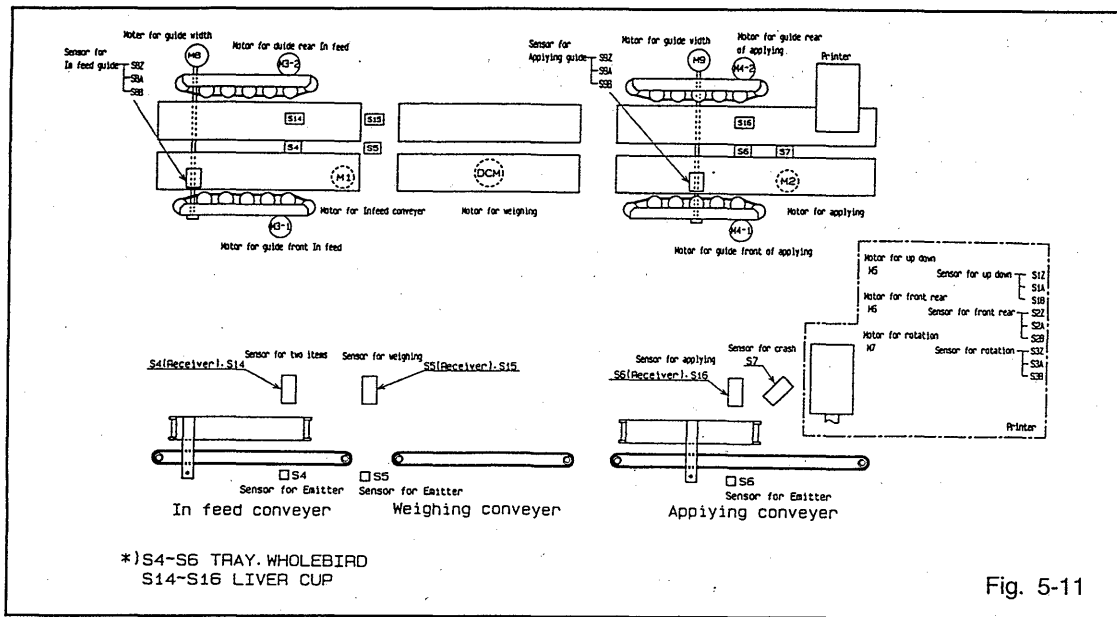 Moter for guide width
Motor for duide rear In feed
Sensor for
In feed guide
S8Z
S8A
S8B
M8
M3-2
Sensor for
Applying guide
S9Z
S9A
S9B
Motor for guide width
Motor for guide rear
of applying
M9
M4-2
Printer
S14
S15
S16
S4
S5
S6
S7
M1
DCM
M2
Motor for Infeed conveyer
Motor for weighing
Motor for applying
M3-1
Motor for guide front In feed
M4-1
Motor for guide front of applying
Motor for up down
M5
Sensor for up down
S1Z
S1A
S1B
Motor for front rear
M6
Sensor for front rear
S2Z
S2A
S2B
Motor for rotation
M7
Sensor for rotation
S3Z
S3A
S3B
Printer
Sensor for two items
S4(Receiver).S14
Sensor for weighing
S5(Receiver).S15
Sensor for applying
S6(Receiver).S16
Sensor for crash
S7
S4
Sensor for Emitter
S5
Sensor for Emitter
S6
Sensor for Emitter
In feed conveyer
Weighing conveyer
Appiying conveyer
*)S4~S6 TRAY.WHOLEBIRD
S14~S16 LIVER CUP
Fig. 5-11